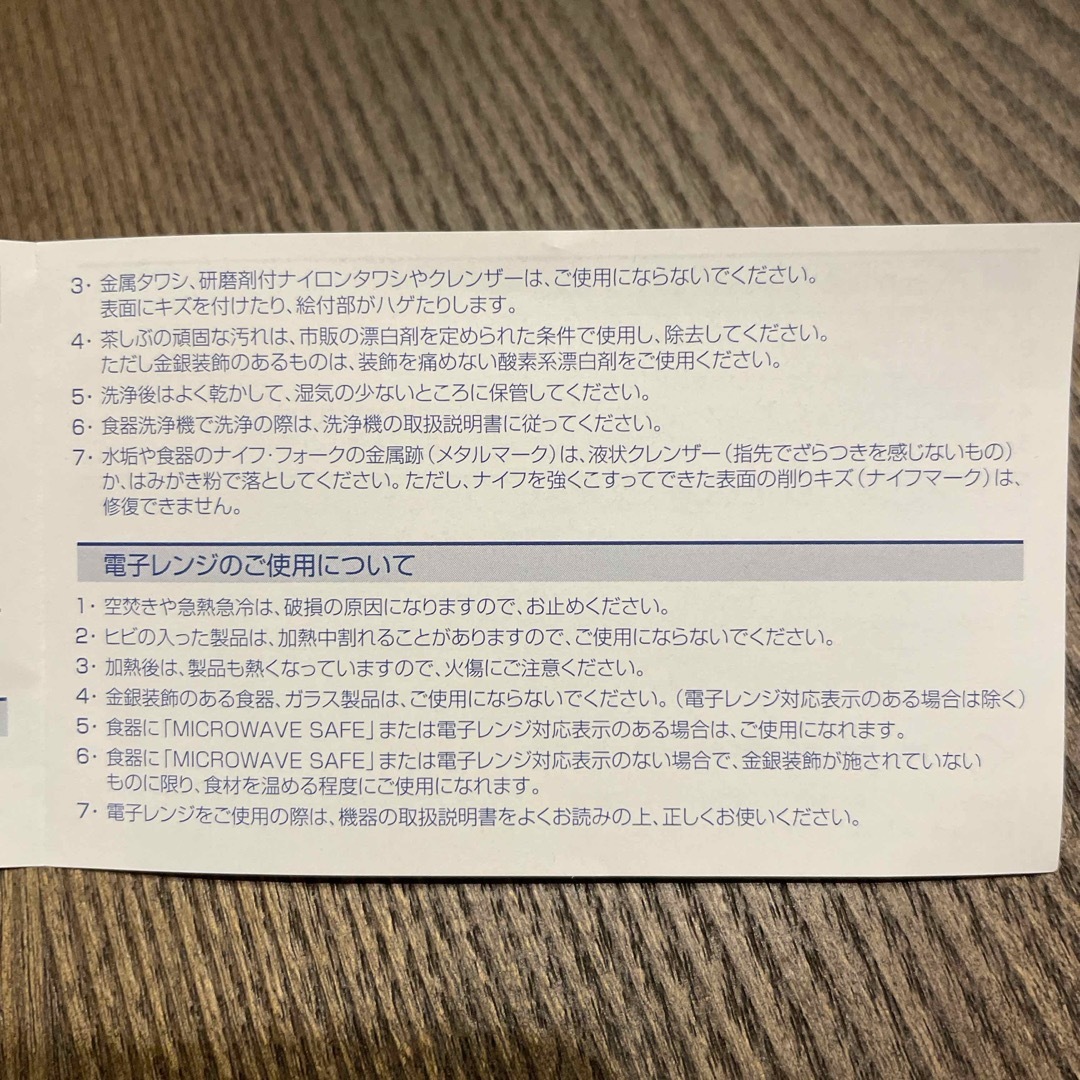 3・金属タワシ、研磨剤付ナイロンタワシやクレンザーは、ご使用にならないでください。
表面にキズを付けたり、絵付部がハゲたりします。
4・茶しぶの頑固な汚れは、市販の漂白剤を定められた条件で使用し、除去してください。
ただし金銀装飾のあるものは、装飾を痛めない酸素系漂白剤をご使用ください。
5・洗浄後はよく乾かして、湿気の少ないところに保管してください。
6・食器洗浄機で洗浄の際は、洗浄機の取扱説明書に従ってください。
7・水垢や食器のナイフ・フォークの金属跡（メタルマーク）は、液状クレンザー（指先でざらつきを感じないもの）
か、はみがき粉で落としてください。ただし、ナイフを強くこすってできた表面の削りキズ（ナイフマーク）は、
修復できません。
電子レンジのご使用について
1・空焚きや急熱急冷は、破損の原因になりますので、お止めください。
2・ヒビの入った製品は、加熱中割れることがありますので、ご使用にならないでください。
3・加熱後は、製品も熱くなっていますので、火傷にご注意ください。
4・金銀装飾のある食器、ガラス製品は、ご使用にならないでください。（電子レンジ対応表示のある場合は除く）
5・食器に「MICROWAVE SAFE」または電子レンジ対応表示のある場合は、ご使用になれます。
6・食器に「MICROWAVE SAFE」または電子レンジ対応表示のない場合で、金銀装飾が施されていない
ものに限り、食材を温める程度にご使用になれます。
7・電子レンジをご使用の際は、機器の取扱説明書をよくお読みの上、正しくお使いください。